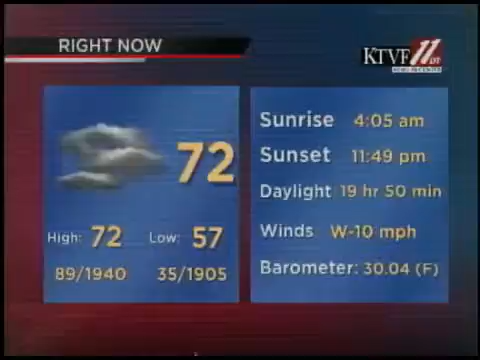 RIGHT NOW
KTVF 11 DT
72
High: 72 Low: 57
89/1940 35/1905
Sunrise 4:05 am
Sunset 11:49 pm
Daylight 19 hr 50 min
Winds W-10 mph
Barometer: 30.04 (F)